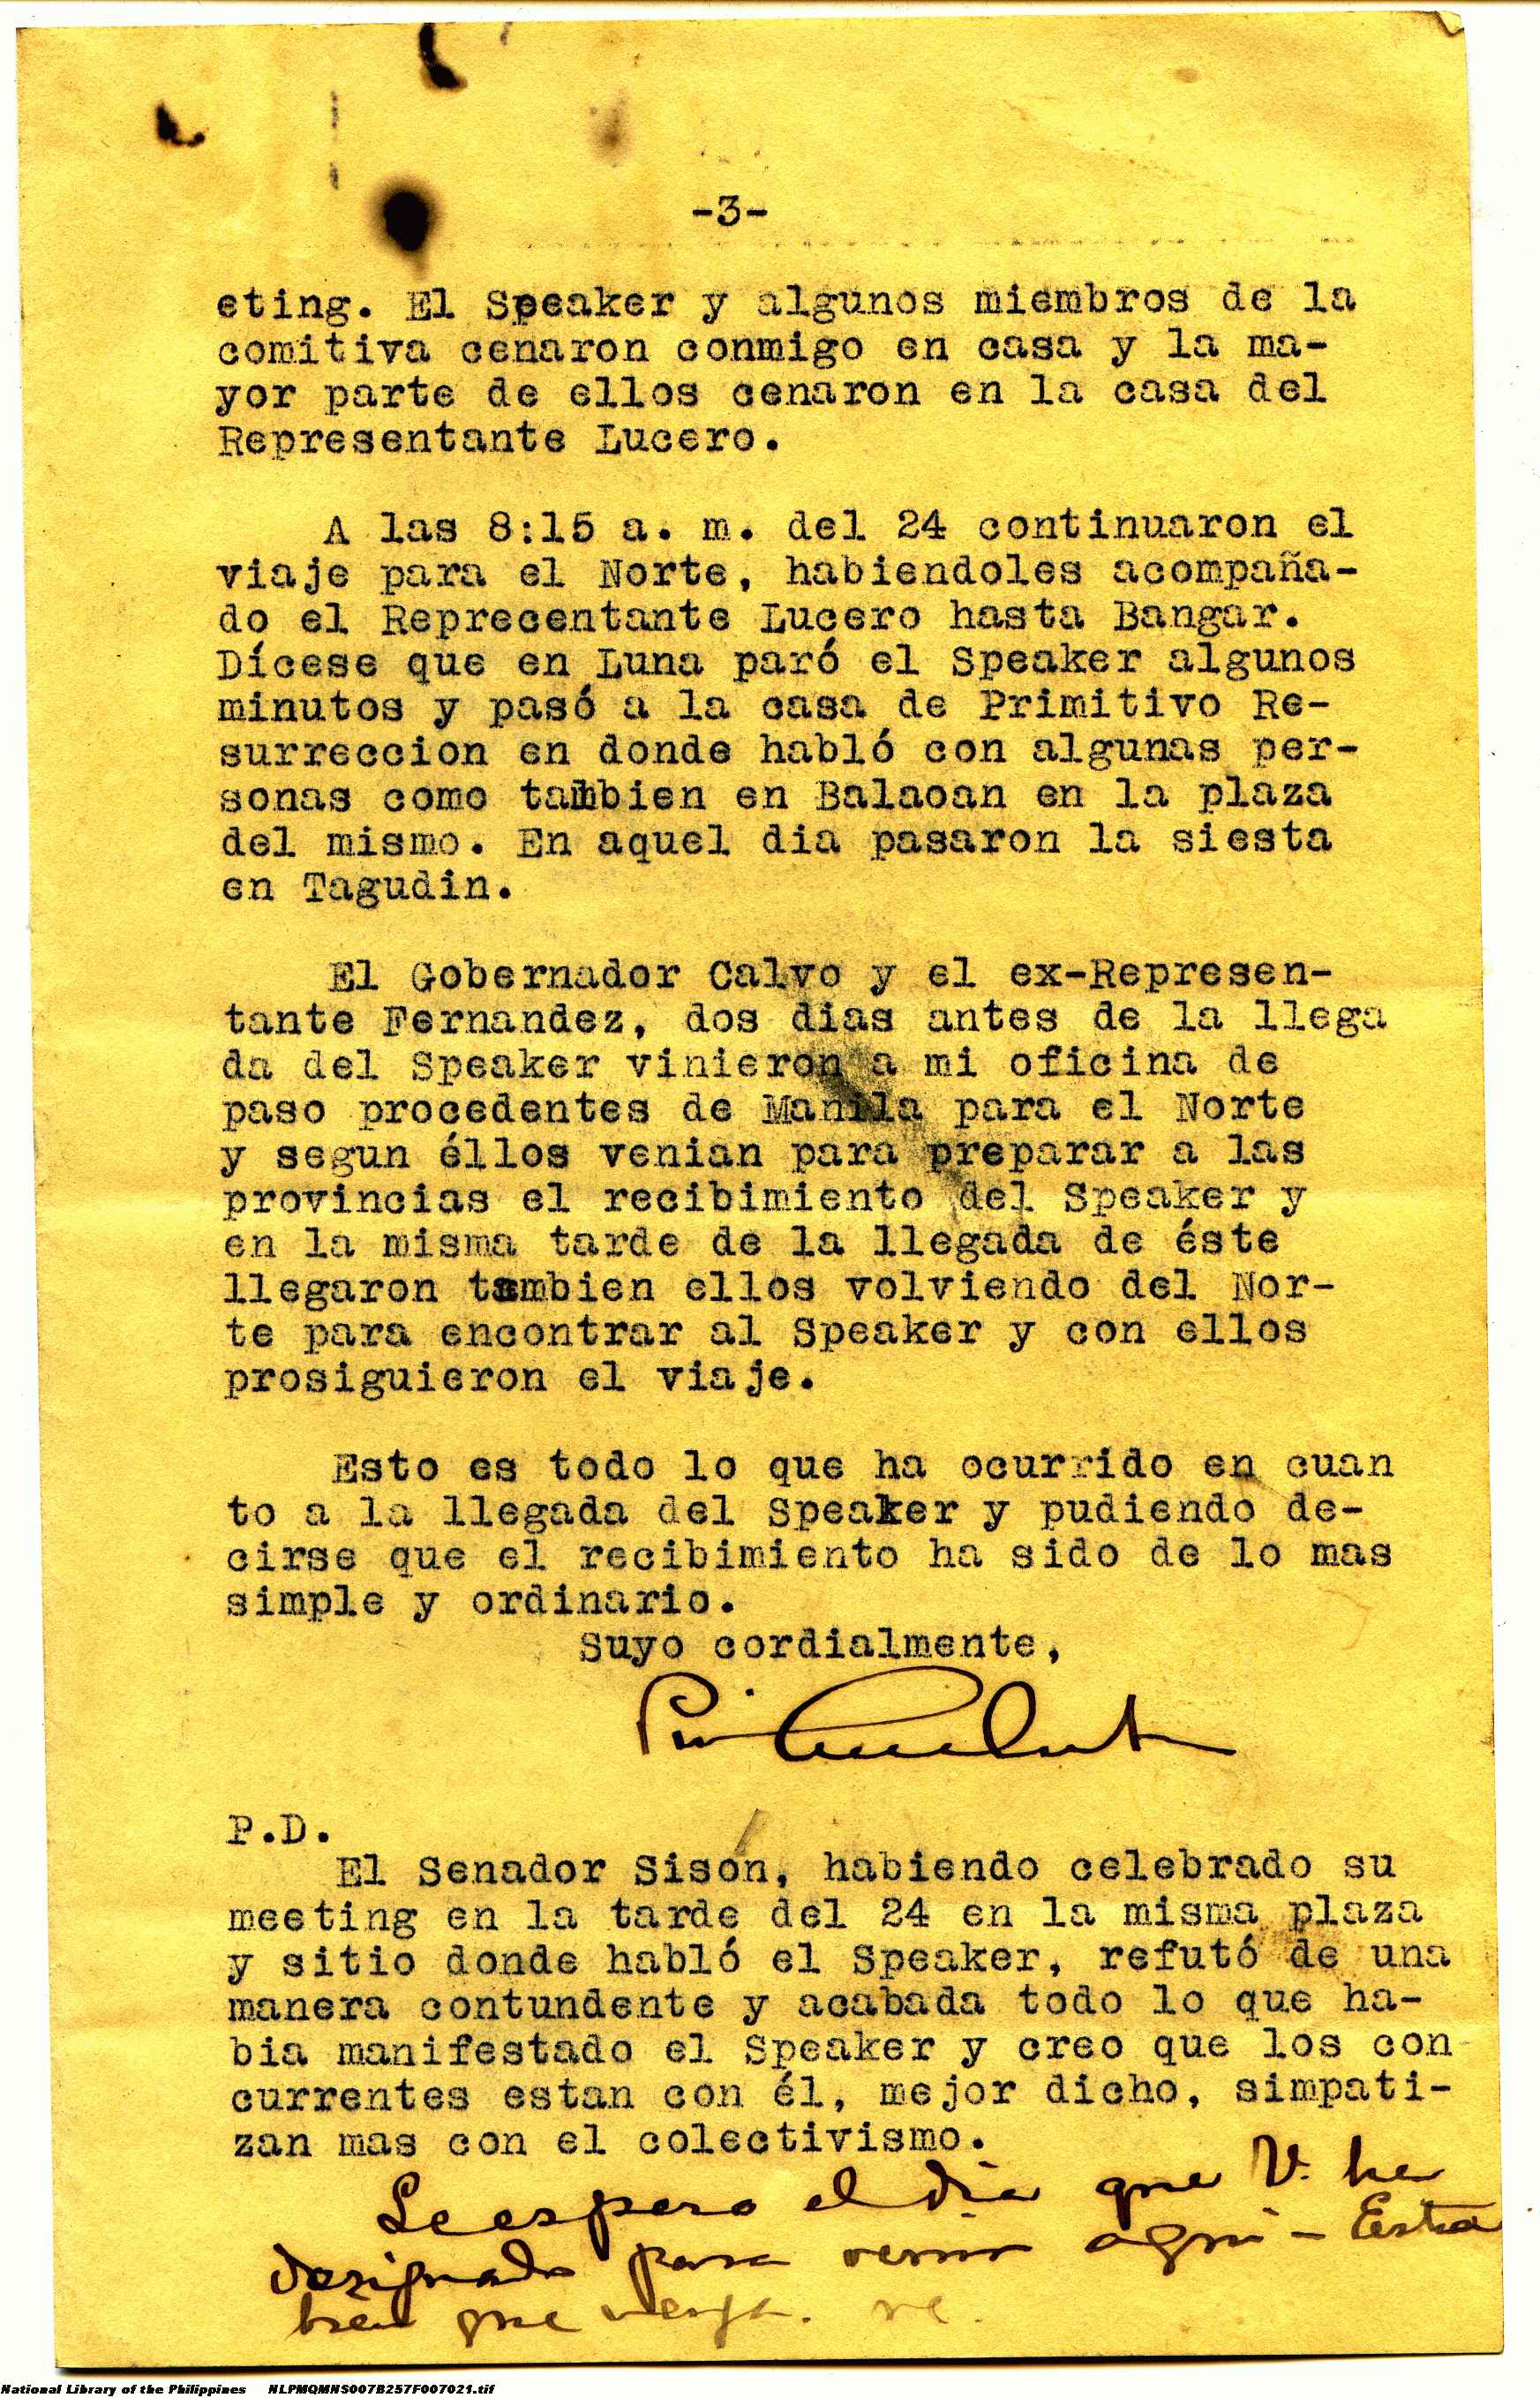 -3-
eting. El Speaker y algunos miembros de la
comitiva cenaron conmigo en casa y la ma-
yor parte de ellos cenaron en la casa del
Representante Lucero.
A las 8:15 a. m. del 24 continuaron el
viaje para el Norte, habiendoles acompaña-
do el Reprecentante Lucero hasta Bangar.
Dícese que en Luna paró el Speaker algunos
minutos y pasó a la casa de Primitivo Re-
surreccion en donde habló con algunas per-
sonas como tambien en Balaoan en la plaza
del mismo. En aquel dia pasaron la siesta
en Tagudin.
El Gobernador Calvo y el ex-Represen-
tante Fernandez, dos dias antes de la llega
da del Speaker vinieron a mi oficina de
paso procedentes de Manila para el Norte
y segun éllos venian para preparar a las
provincias el recibimiento del Speaker y
en la misma tarde de la llegada de éste
llegaron tambien ellos volviendo del Nor-
te para encontrar al Speaker y con ellos
prosiguieron el viaje.
Esto es todo lo que ha ocurrido en cuan
to a la llegada del Speaker y pudiendo de-
cirse que el recibimiento ha sido de lo mas
simple y ordinario.
Suyo cordialmente,
P.D.
El Senador Sisón, habiendo celebrado su
meeting en la tarde del 24 en la misma plaza
y sitio donde habló el Speaker, refutó de una
manera contundente y acabada todo lo que ha-
bia manifestado el Speaker y creo que los con
currentes estan con él, mejor dicho, simpati-
zan mas con el colectivismo.
Le espero el dia que V. ha
designado para venir aqui - Esta
bien que venga. 
National Library of the Philippines NLPMQMNS007B257F007021.tif